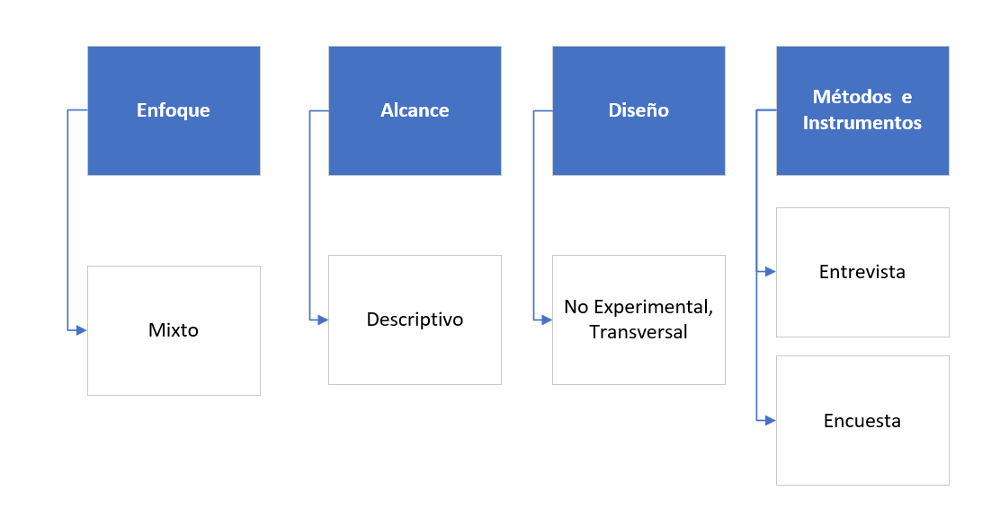 Enfoque
Alcance
Diseño
Métodos e
Instrumentos
Mixto
Descriptivo
No Experimental,
Transversal
Entrevista
Encuesta